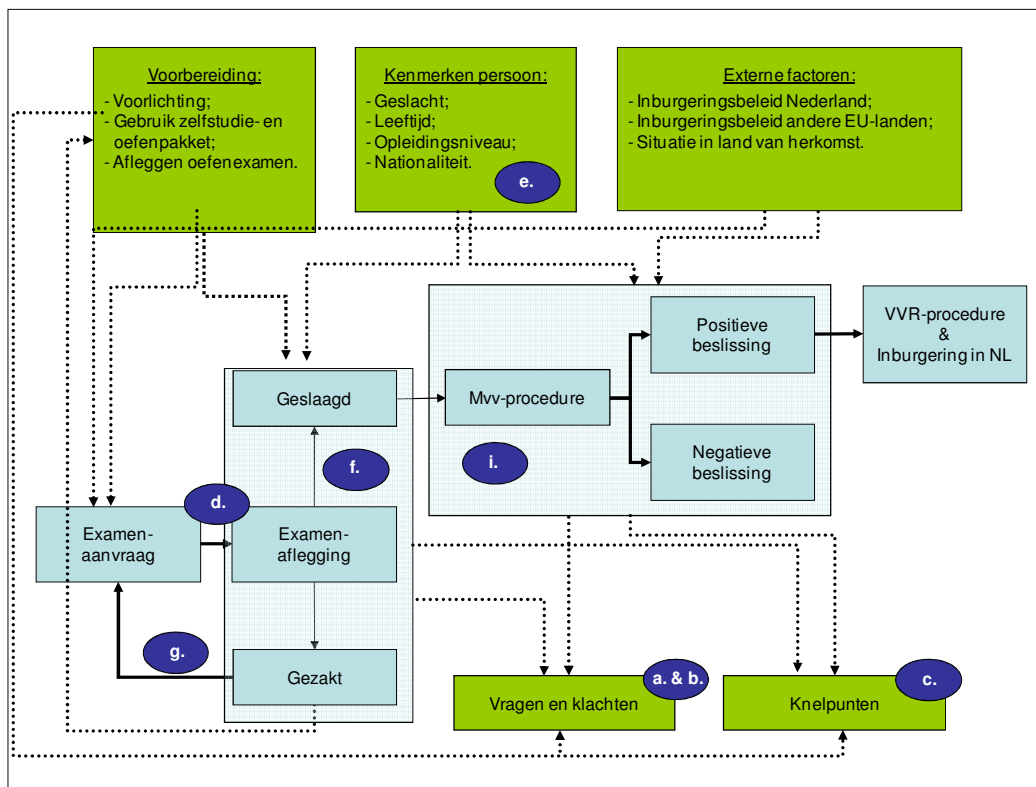 Voorbereiding:
- Voorlichting;
- Gebruik zelfstudie- en
oefenpakket;
- Afleggen oefenexamen.
Kenmerken persoon:
- Geslacht;
- Leeftijd;
- Opleidingsniveau;
- Nationaliteit.
e.
Externe factoren:
- Inburgeringsbeleid Nederland;
- Inburgeringsbeleid andere EU-landen;
- Situatie in land van herkomst.
Positieve
beslissing
VVR-procedure
&
Inburgering in NL
Geslaagd
Mvv-procedure
f.
i.
Negatieve
beslissing
d.
Examen-
aanvraag
Examen-
aflegging
g.
Gezakt
a. & b.
Vragen en klachten
c.
Knelpunten